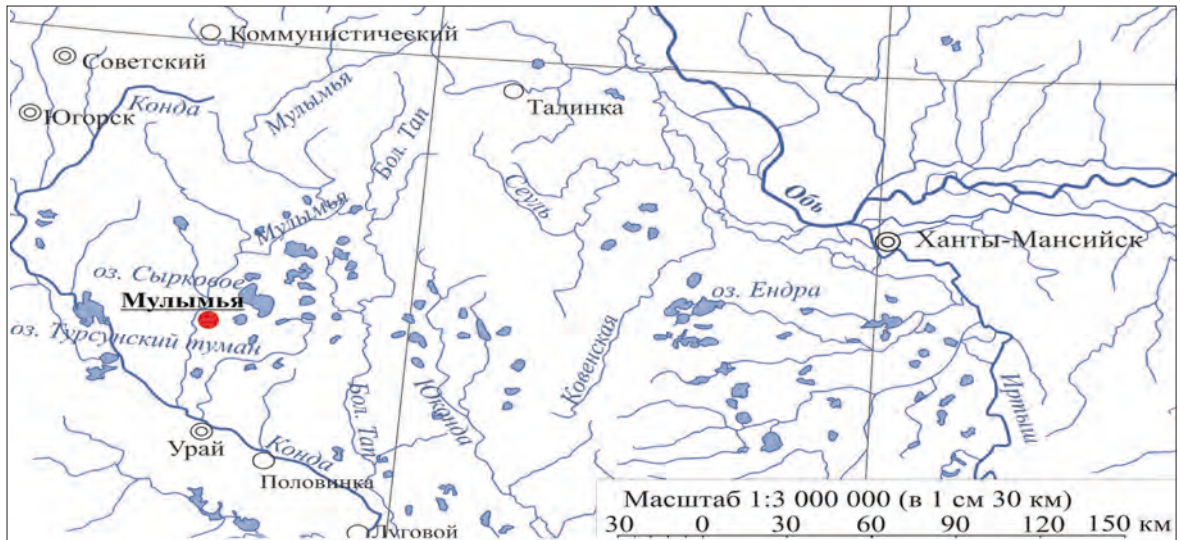 Коммунистический
Советский
Талинка
Конда
Югорск
Мулымья
Бол. Тап
Сеуль
Обь
Мулымья
Ханты-Мансийск
оз. Сырковое
оз. Ендра
Мулымья
оз. Турсунский туман
Ковенская
Бол. Тап
Юконда
Иртыш
Урай
Конда
Половинка
Луговой
Масштаб 1:3 000 000 (в 1 см 30 км)
30 0 30 60 90 120 150 км